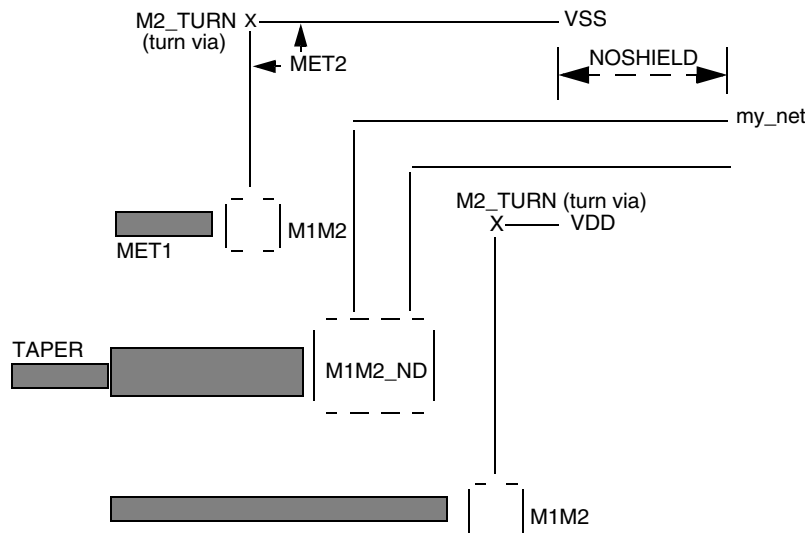 M2_TURN X
VSS
(turn via)
MET2
NOSHIELD
my_net
M2_TURN (turn via)
X
VDD
M1M2
MET1
TAPER
M1M2_ND
M1M2